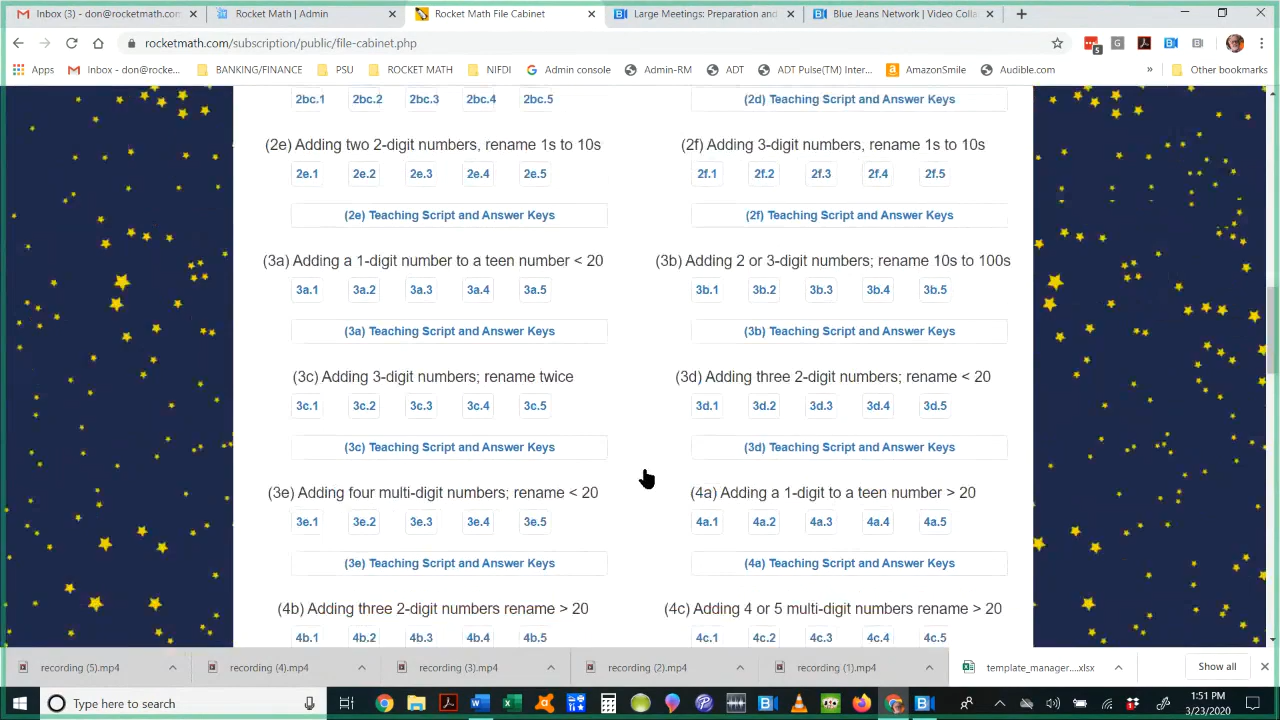 Inbox (3) - don@rocketmath.com
Rocket Math | Admin
Rocket Math File Cabinet
Large Meetings: Preparation and
Blue Jeans Network | Video Colla
rocketmath.com/subscription/public/file-cabinet.php
5
G
Apps
Inbox - don@rocke...
BANKING/FINANCE
PSU
ROCKET MATH
NIFDI
Admin console
Admin-RM
ADT
ADT Pulse(TM) Inter...
AmazonSmile
Audible.com
»
Other bookmarks
2bc.1 2bc.2 2bc.3 2bc.4 2bc.5
(2d) Teaching Script and Answer Keys
(2e) Adding two 2-digit numbers, rename 1s to 10s
2e.1 2e.2 2e.3 2e.4 2e.5
(2e) Teaching Script and Answer Keys
(2f) Adding 3-digit numbers, rename 1s to 10s
2f.1 2f.2 2f.3 2f.4 2f.5
(2f) Teaching Script and Answer Keys
(3a) Adding a 1-digit number to a teen number < 20
3a.1 3a.2 3a.3 3a.4 3a.5
(3a) Teaching Script and Answer Keys
(3b) Adding 2 or 3-digit numbers; rename 10s to 100s
3b.1 3b.2 3b.3 3b.4 3b.5
(3b) Teaching Script and Answer Keys
(3c) Adding 3-digit numbers; rename twice
3c.1 3c.2 3c.3 3c.4 3c.5
(3c) Teaching Script and Answer Keys
(3d) Adding three 2-digit numbers; rename < 20
3d.1 3d.2 3d.3 3d.4 3d.5
(3d) Teaching Script and Answer Keys
(3e) Adding four multi-digit numbers; rename < 20
3e.1 3e.2 3e.3 3e.4 3e.5
(3e) Teaching Script and Answer Keys
(4a) Adding a 1-digit to a teen number > 20
4a.1 4a.2 4a.3 4a.4 4a.5
(4a) Teaching Script and Answer Keys
(4b) Adding three 2-digit numbers rename > 20
4b.1 4b.2 4b.3 4b.4 4b.5
(4c) Adding 4 or 5 multi-digit numbers rename > 20
4c.1 4c.2 4c.3 4c.4 4c.5
recording (5).mp4
recording (4).mp4
recording (3).mp4
recording (2).mp4
recording (1).mp4
template_manager....xlsx
Show all
Type here to search
1:51 PM
3/23/2020